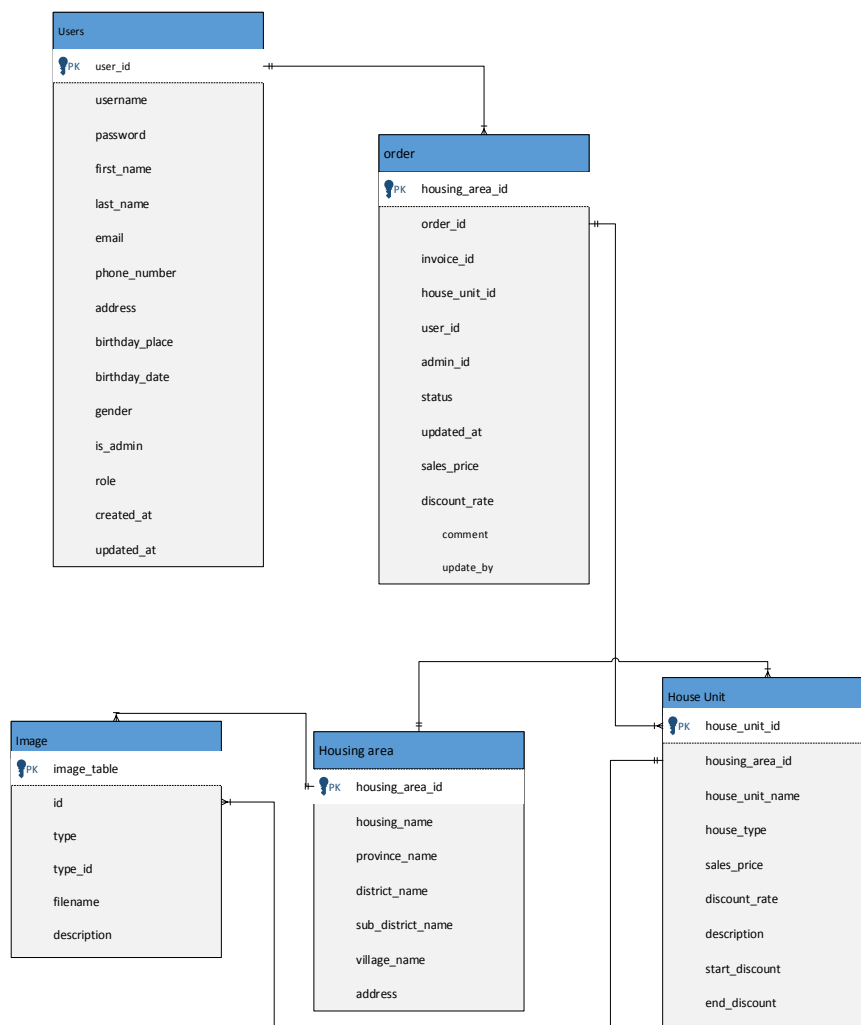 Users
PK user_id
username
password
first_name
last_name
email
phone_number
address
birthday_place
birthday_date
gender
is_admin
role
created_at
updated_at
order
PK housing_area_id
order_id
invoice_id
house_unit_id
user_id
admin_id
status
updated_at
sales_price
discount_rate
comment
update_by
Image
PK image_table
id
type
type_id
filename
description
Housing area
PK housing_area_id
housing_name
province_name
district_name
sub_district_name
village_name
address
House Unit
PK house_unit_id
housing_area_id
house_unit_name
house_type
sales_price
discount_rate
description
start_discount
end_discount